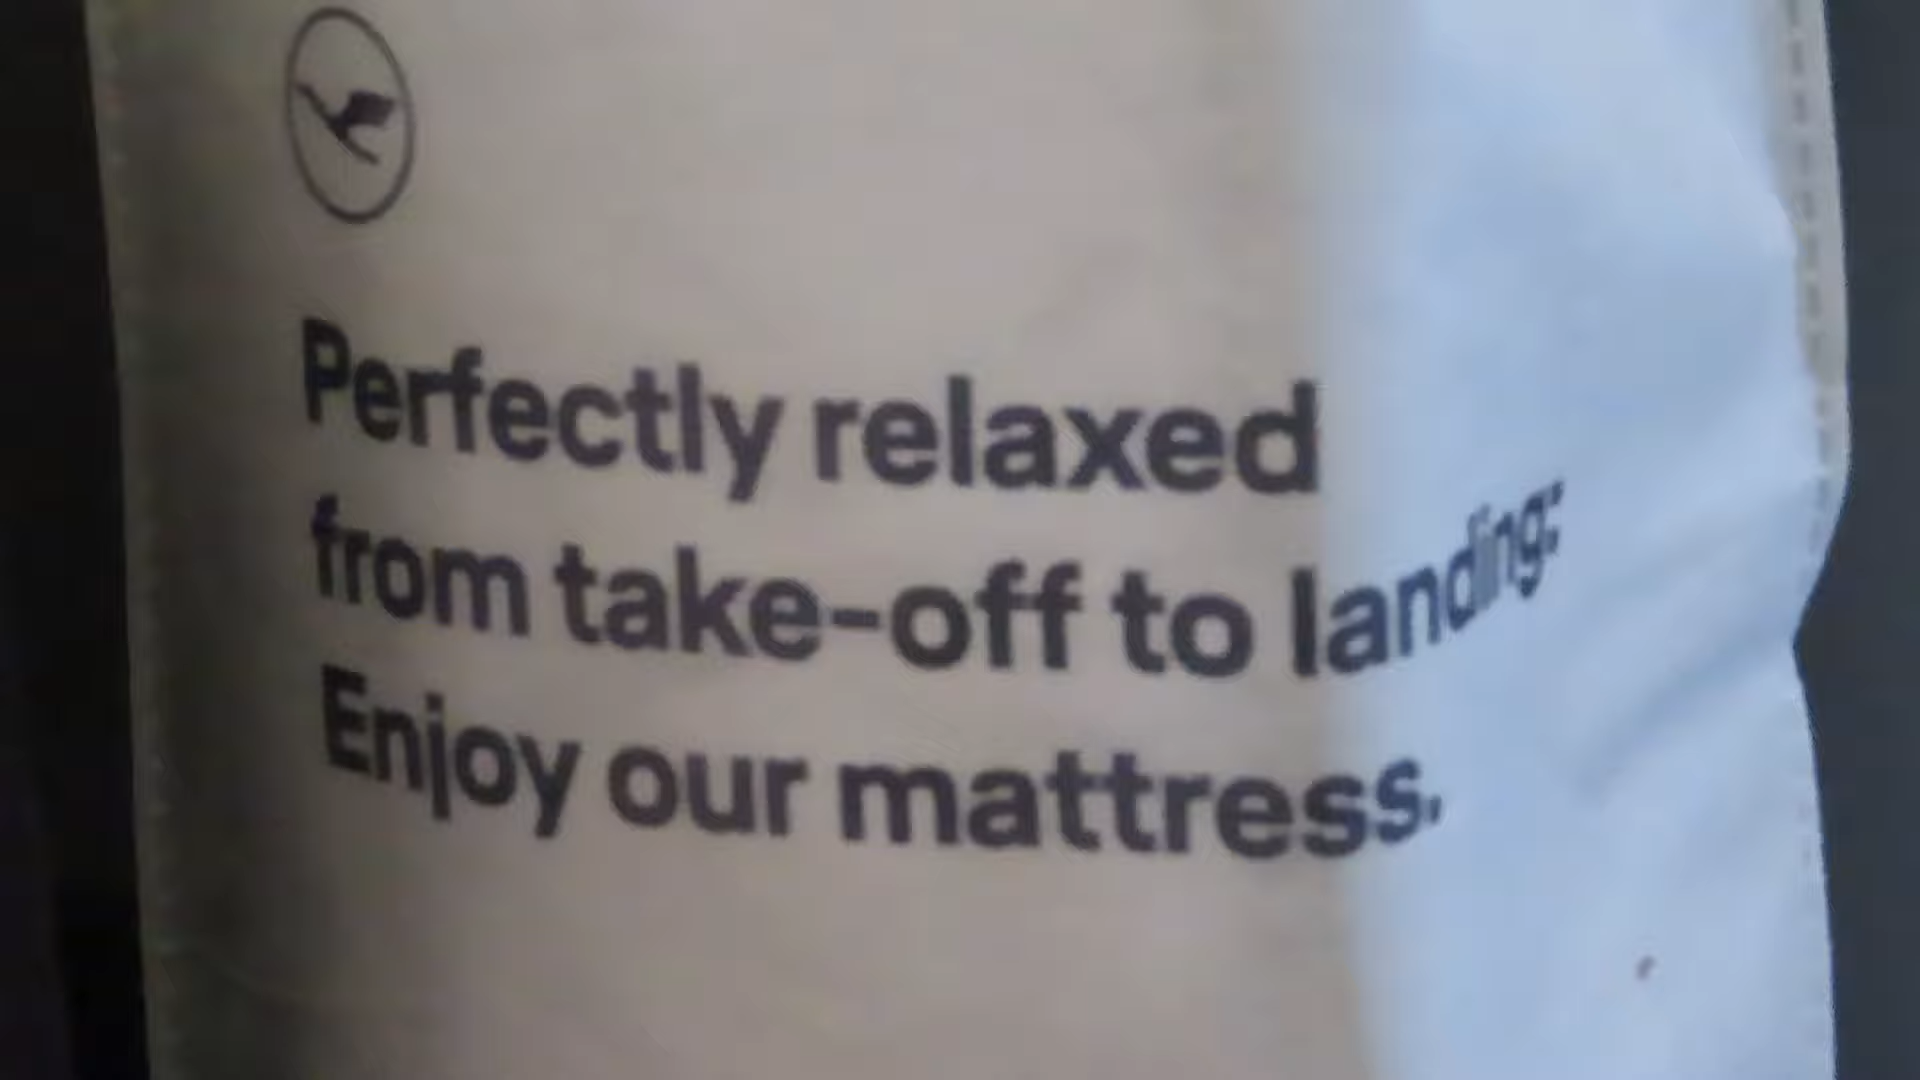 Perfectly relaxed
from take-off to landing:
Enjoy our mattress.